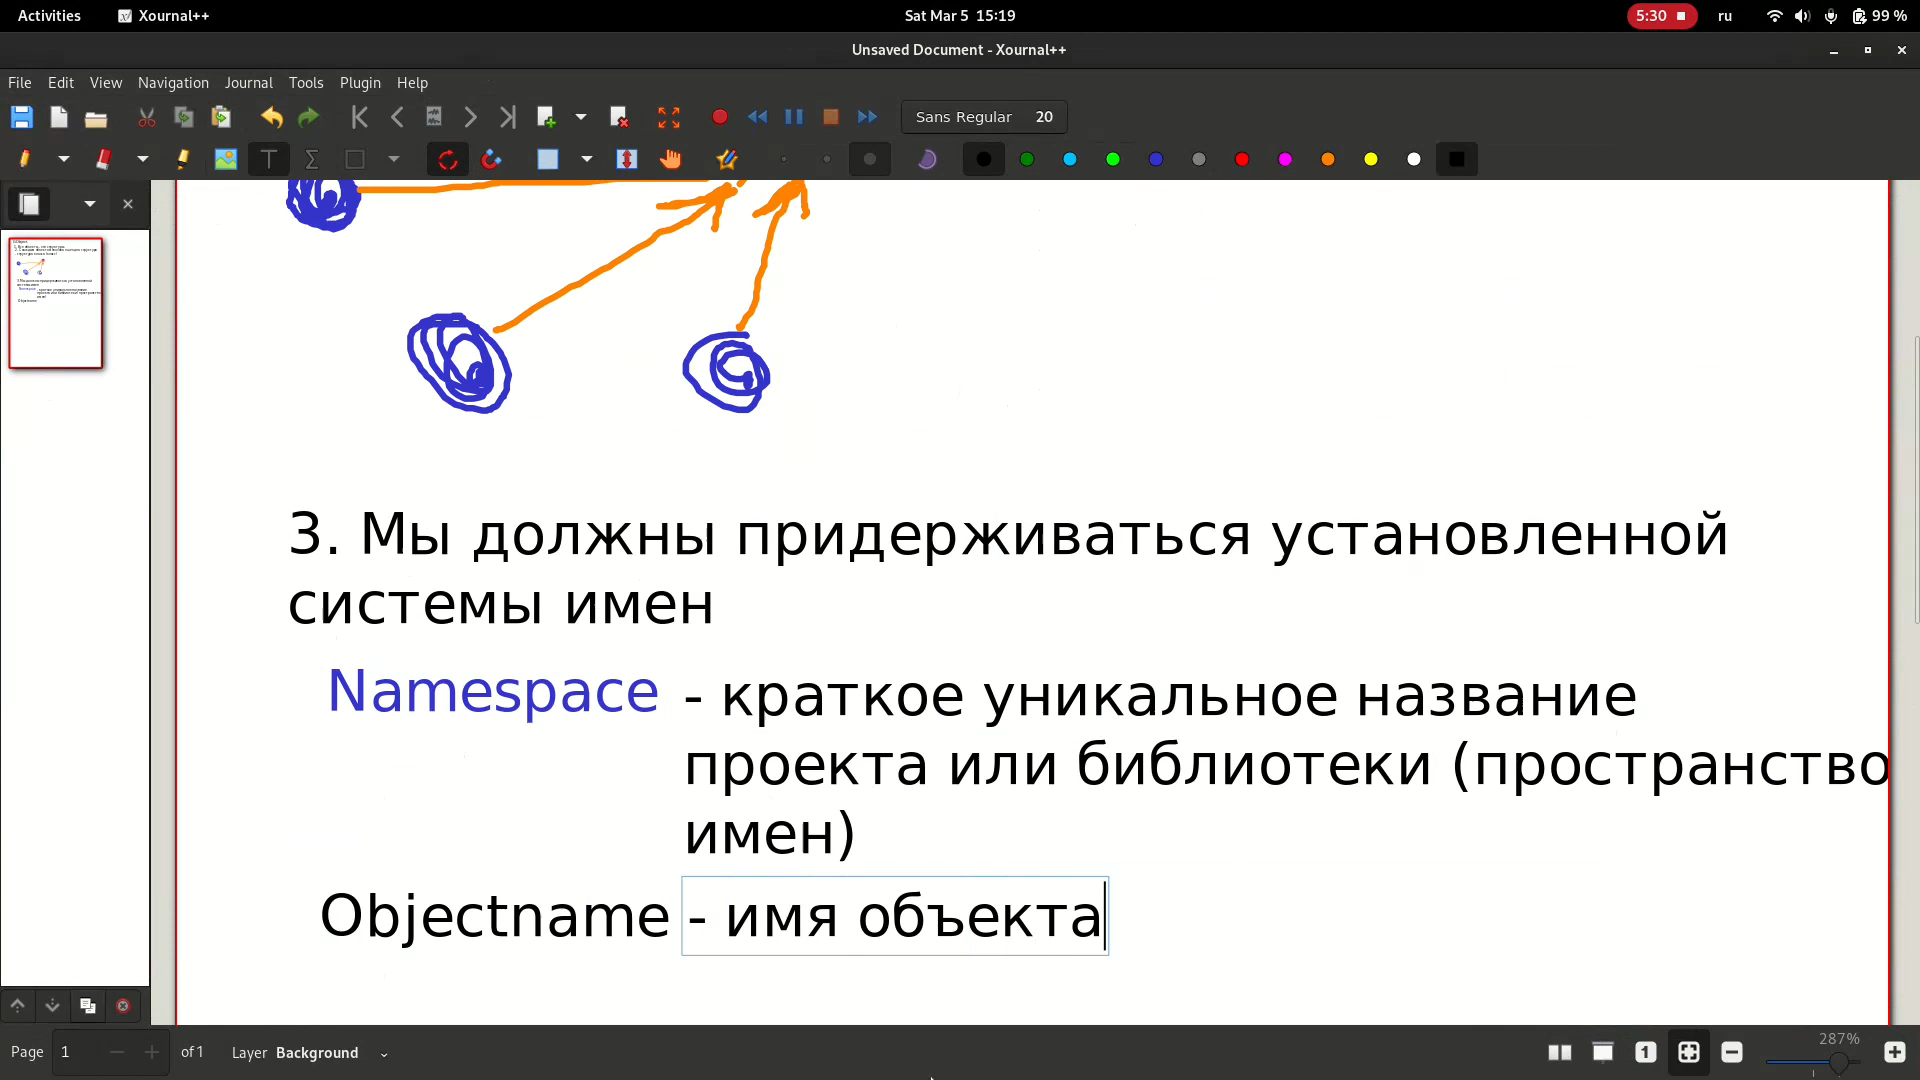 Activities Xournal++ Sat Mar 5 15:19 5:30 ru 99 %
Unsaved Document - Xournal++
File Edit View Navigation Journal Tools Plugin Help
Sans Regular 20
3. Мы должны придерживаться установленной
системы имен
Namespace - краткое уникальное название
проекта или библиотеки (пространство
имен)
Objectname - имя объекта
Page 1 of 1 Layer Background 287%